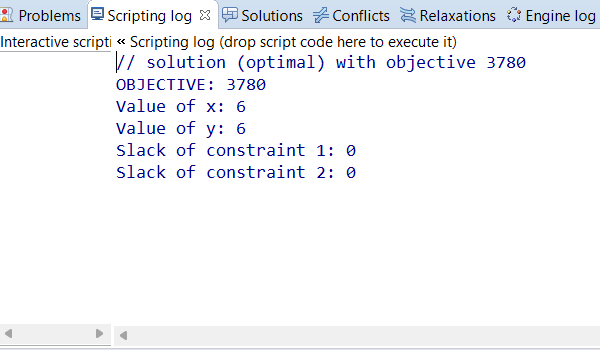 Problems Scripting log Solutions Conflicts Relaxations Engine log
Interactive scripti « Scripting log (drop script code here to execute it)
// solution (optimal) with objective 3780
OBJECTIVE: 3780
Value of x: 6
Value of y: 6
Slack of constraint 1: 0
Slack of constraint 2: 0